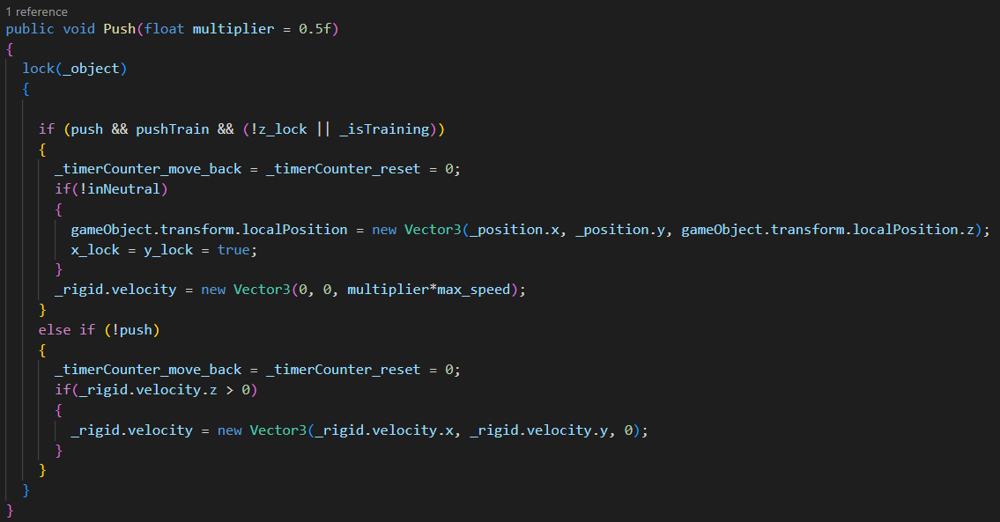 1 reference
public void Push(float multiplier = 0.5f)
{
  lock(_object)
  {

    if (push && pushTrain && (!z_lock || _isTraining))
    {
      _timerCounter_move_back = _timerCounter_reset = 0;
      if(!inNeutral)
      {
        gameObject.transform.localPosition = new Vector3(_position.x, _position.y, gameObject.transform.localPosition.z);
        x_lock = y_lock = true;
      }
      _rigid.velocity = new Vector3(0, 0, multiplier*max_speed);
    }
    else if (!push)
    {
      _timerCounter_move_back = _timerCounter_reset = 0;
      if(_rigid.velocity.z > 0)
      {
        _rigid.velocity = new Vector3(_rigid.velocity.x, _rigid.velocity.y, 0);
      }
    }
  }
}